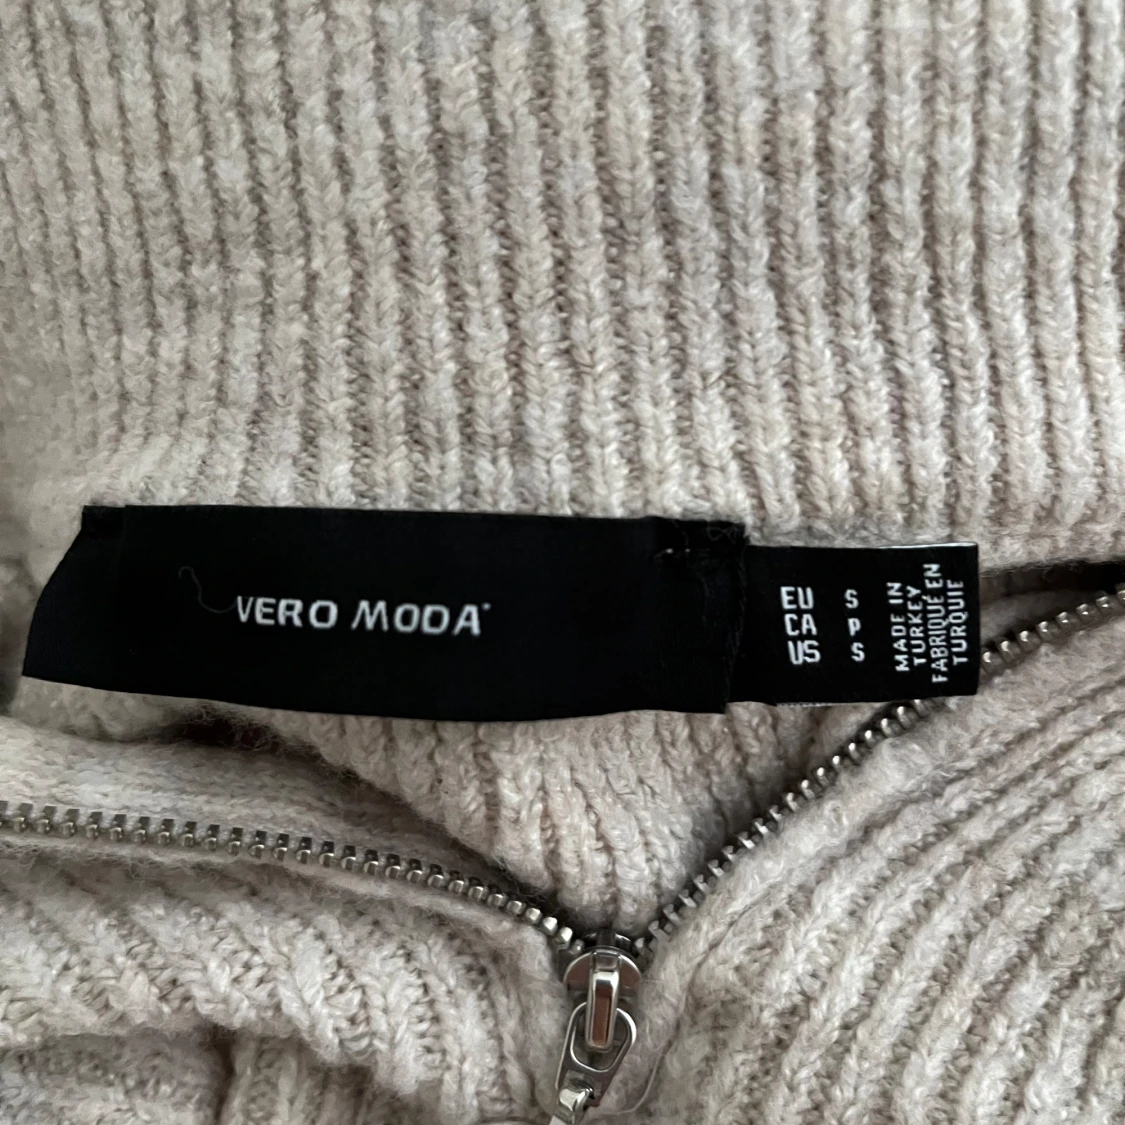 VERO MODA
EU S
CA P
US S
MADE IN
TURKEY
FABRIQUÉ EN
TURQUIE